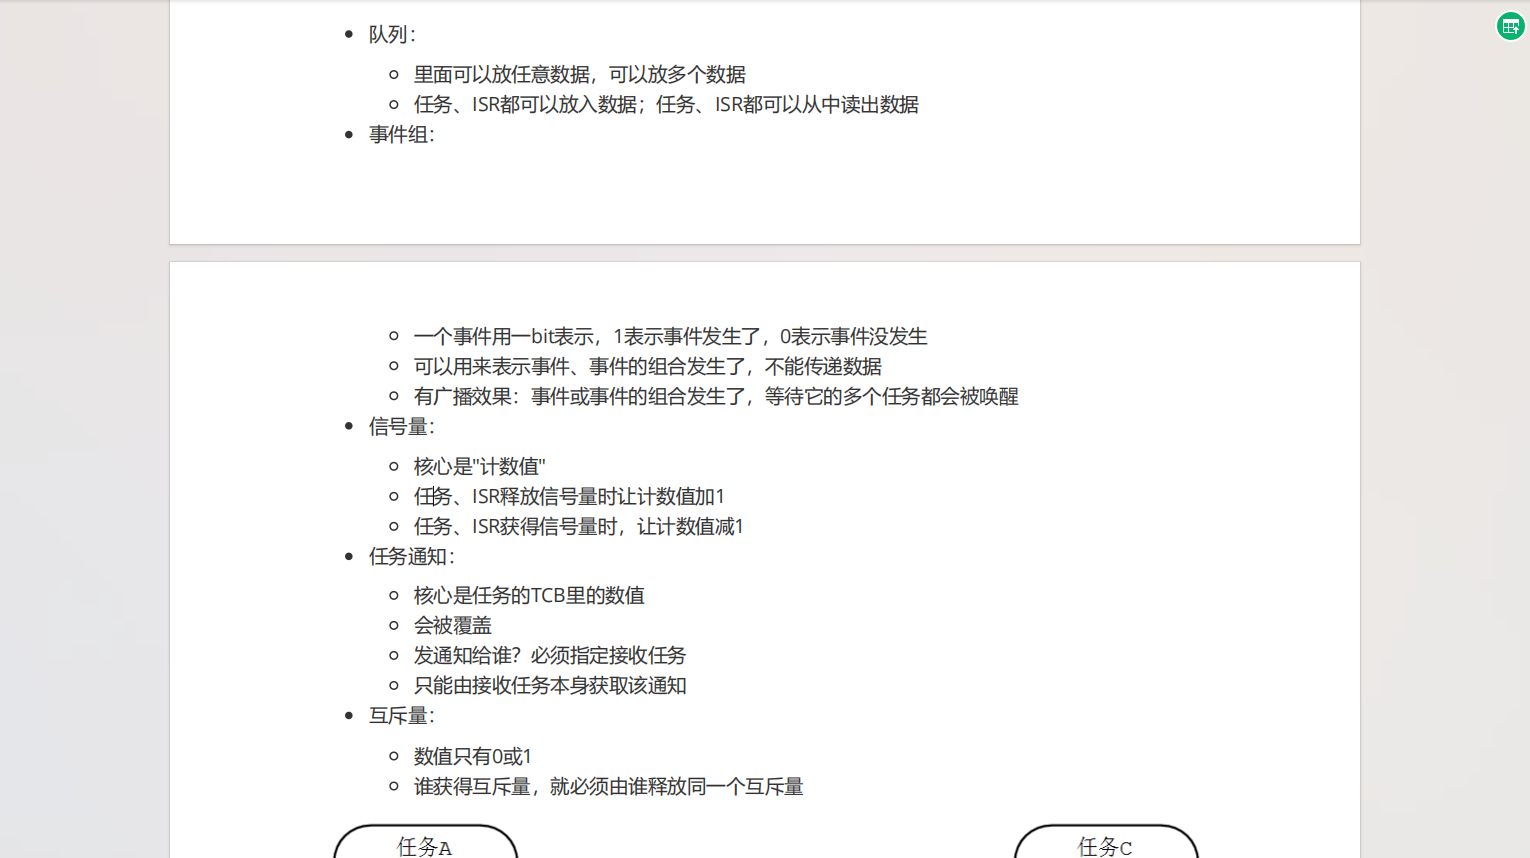 队列：
里面可以放任意数据，可以放多个数据
任务、ISR都可以放入数据；任务、ISR都可以从中读出数据
事件组：
一个事件用一bit表示，1表示事件发生了，0表示事件没发生
可以用来表示事件、事件的组合发生了，不能传递数据
有广播效果：事件或事件的组合发生了，等待它的多个任务都会被唤醒
信号量：
核心是"计数值"
任务、ISR释放信号量时让计数值加1
任务、ISR获得信号量时，让计数值减1
任务通知：
核心是任务的TCB里的数值
会被覆盖
发通知给谁？必须指定接收任务
只能由接收任务本身获取该通知
互斥量：
数值只有0或1
谁获得互斥量，就必须由谁释放同一个互斥量
任务A
任务C